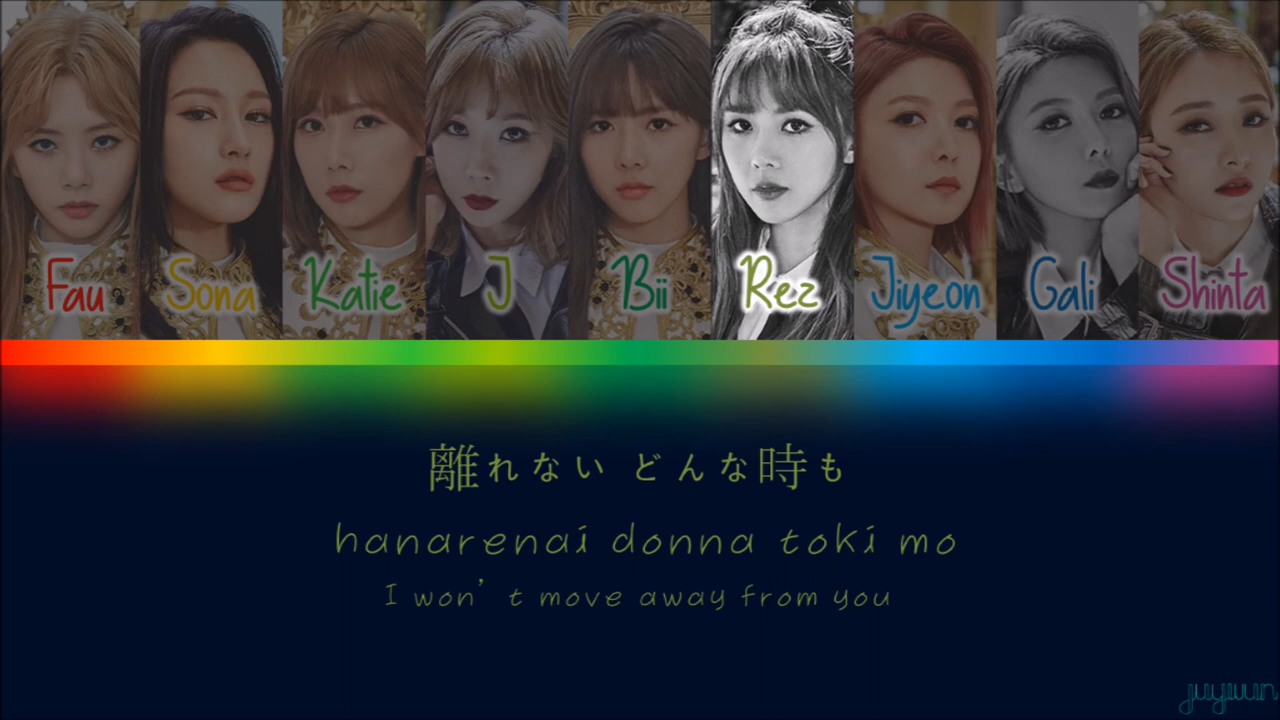 Fau Sona Katie J Bii Rez Jiyeon Gali Shinta
離れない どんな時も
hanarenai donna toki mo
I won't move away from you